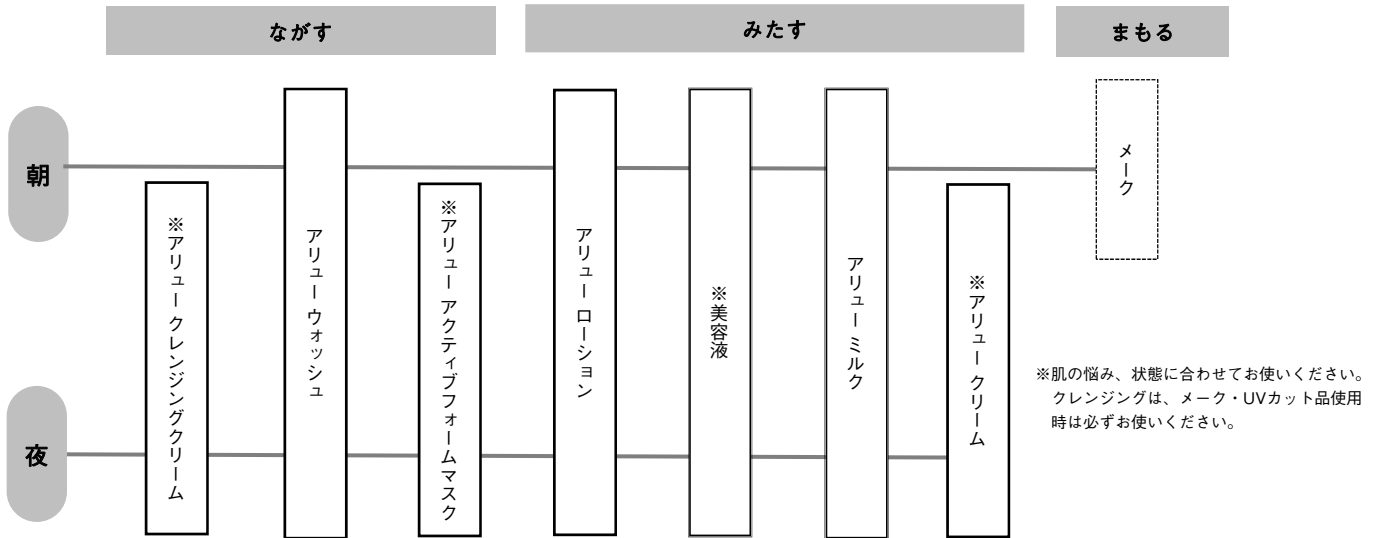 ながす
みたす
まもる
朝
夜
※アリュー クレンジングクリーム
アリュー ウォッシュ
※アリュー アクティブフォームマスク
アリュー ローション
※美容液
アリュー ミルク
※アリュー クリーム
メーク
※肌の悩み、状態に合わせてお使いください。
クレンジングは、メーク・UVカット品使用
時は必ずお使いください。